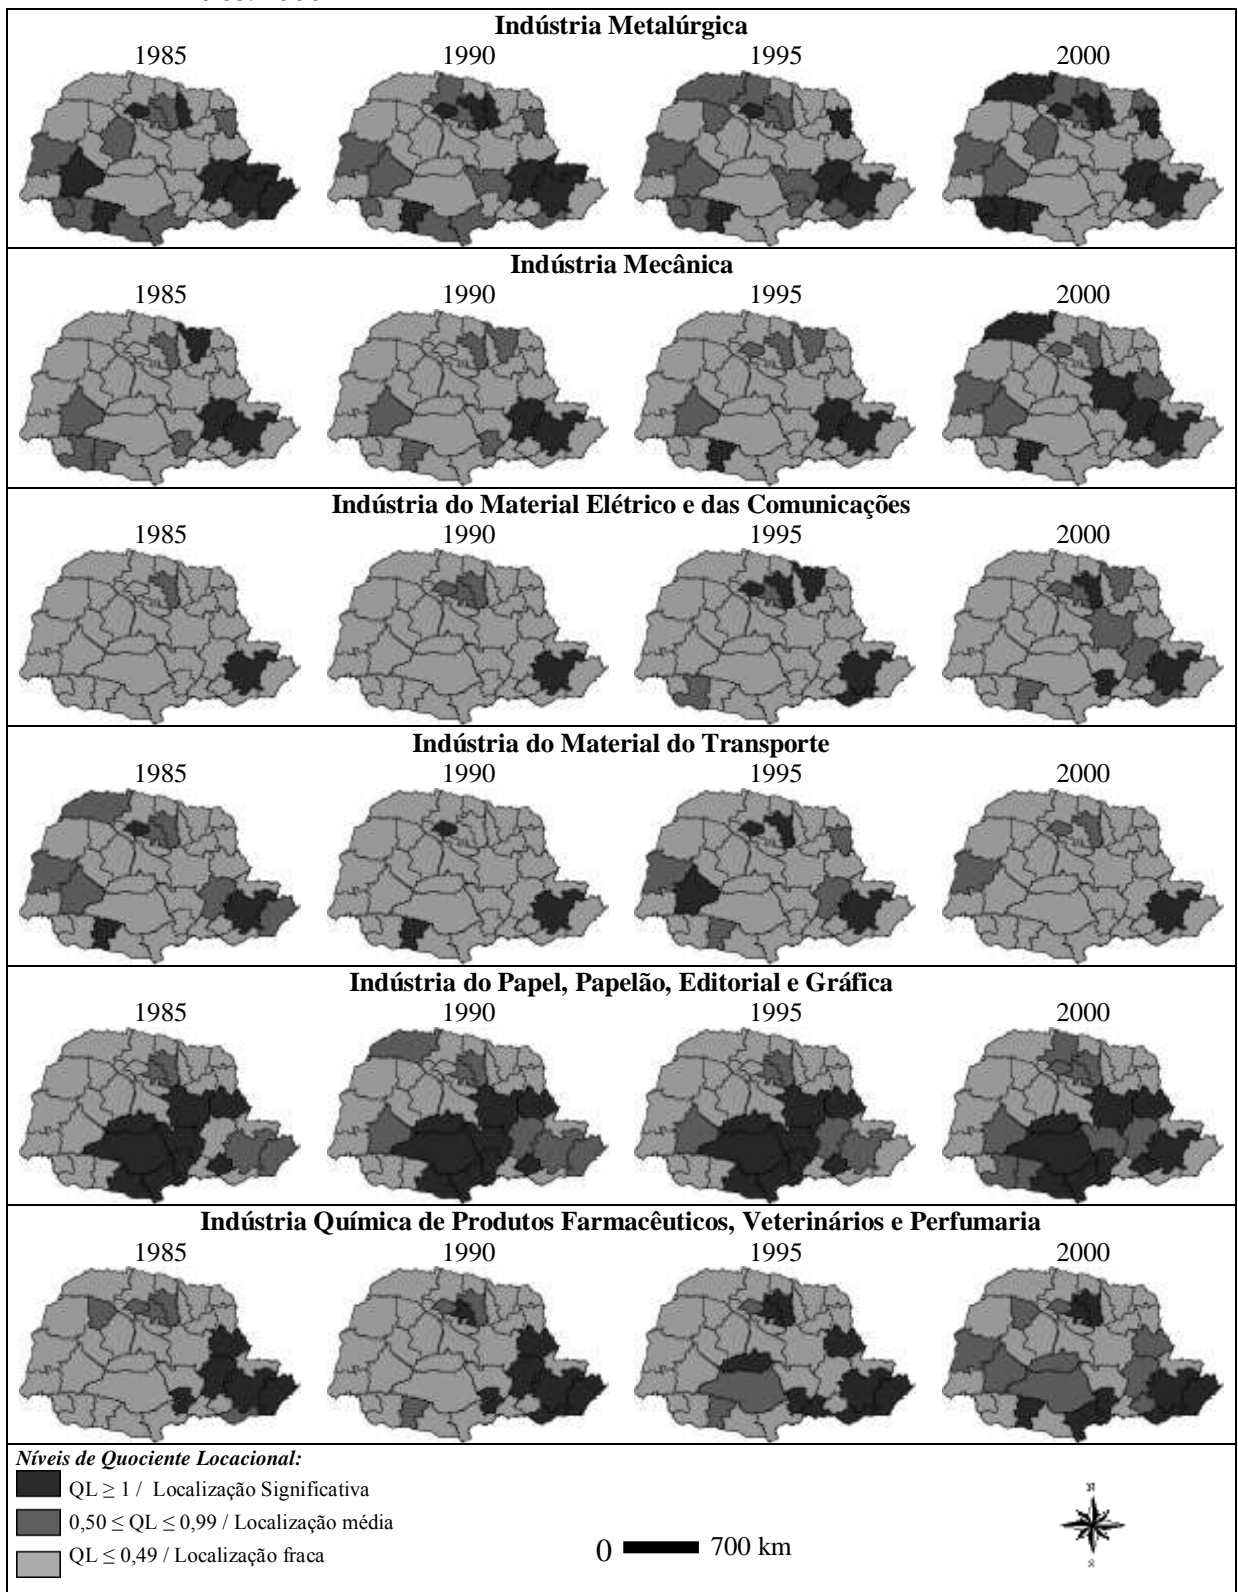 Indústria Metalúrgica
1985 1990 1995 2000
Indústria Mecânica
1985 1990 1995 2000
Indústria do Material Elétrico e das Comunicações
1985 1990 1995 2000
Indústria do Material do Transporte
1985 1990 1995 2000
Indústria do Papel, Papelão, Editorial e Gráfica
1985 1990 1995 2000
Indústria Química de Produtos Farmacêuticos, Veterinários e Perfumaria
1985 1990 1995 2000
Níveis de Quociente Locacional:
QL ≥ 1 / Localização Significativa
0,50 ≤ QL ≤ 0,99 / Localização média
QL ≤ 0,49 / Localização fraca
0 700 km
N
S